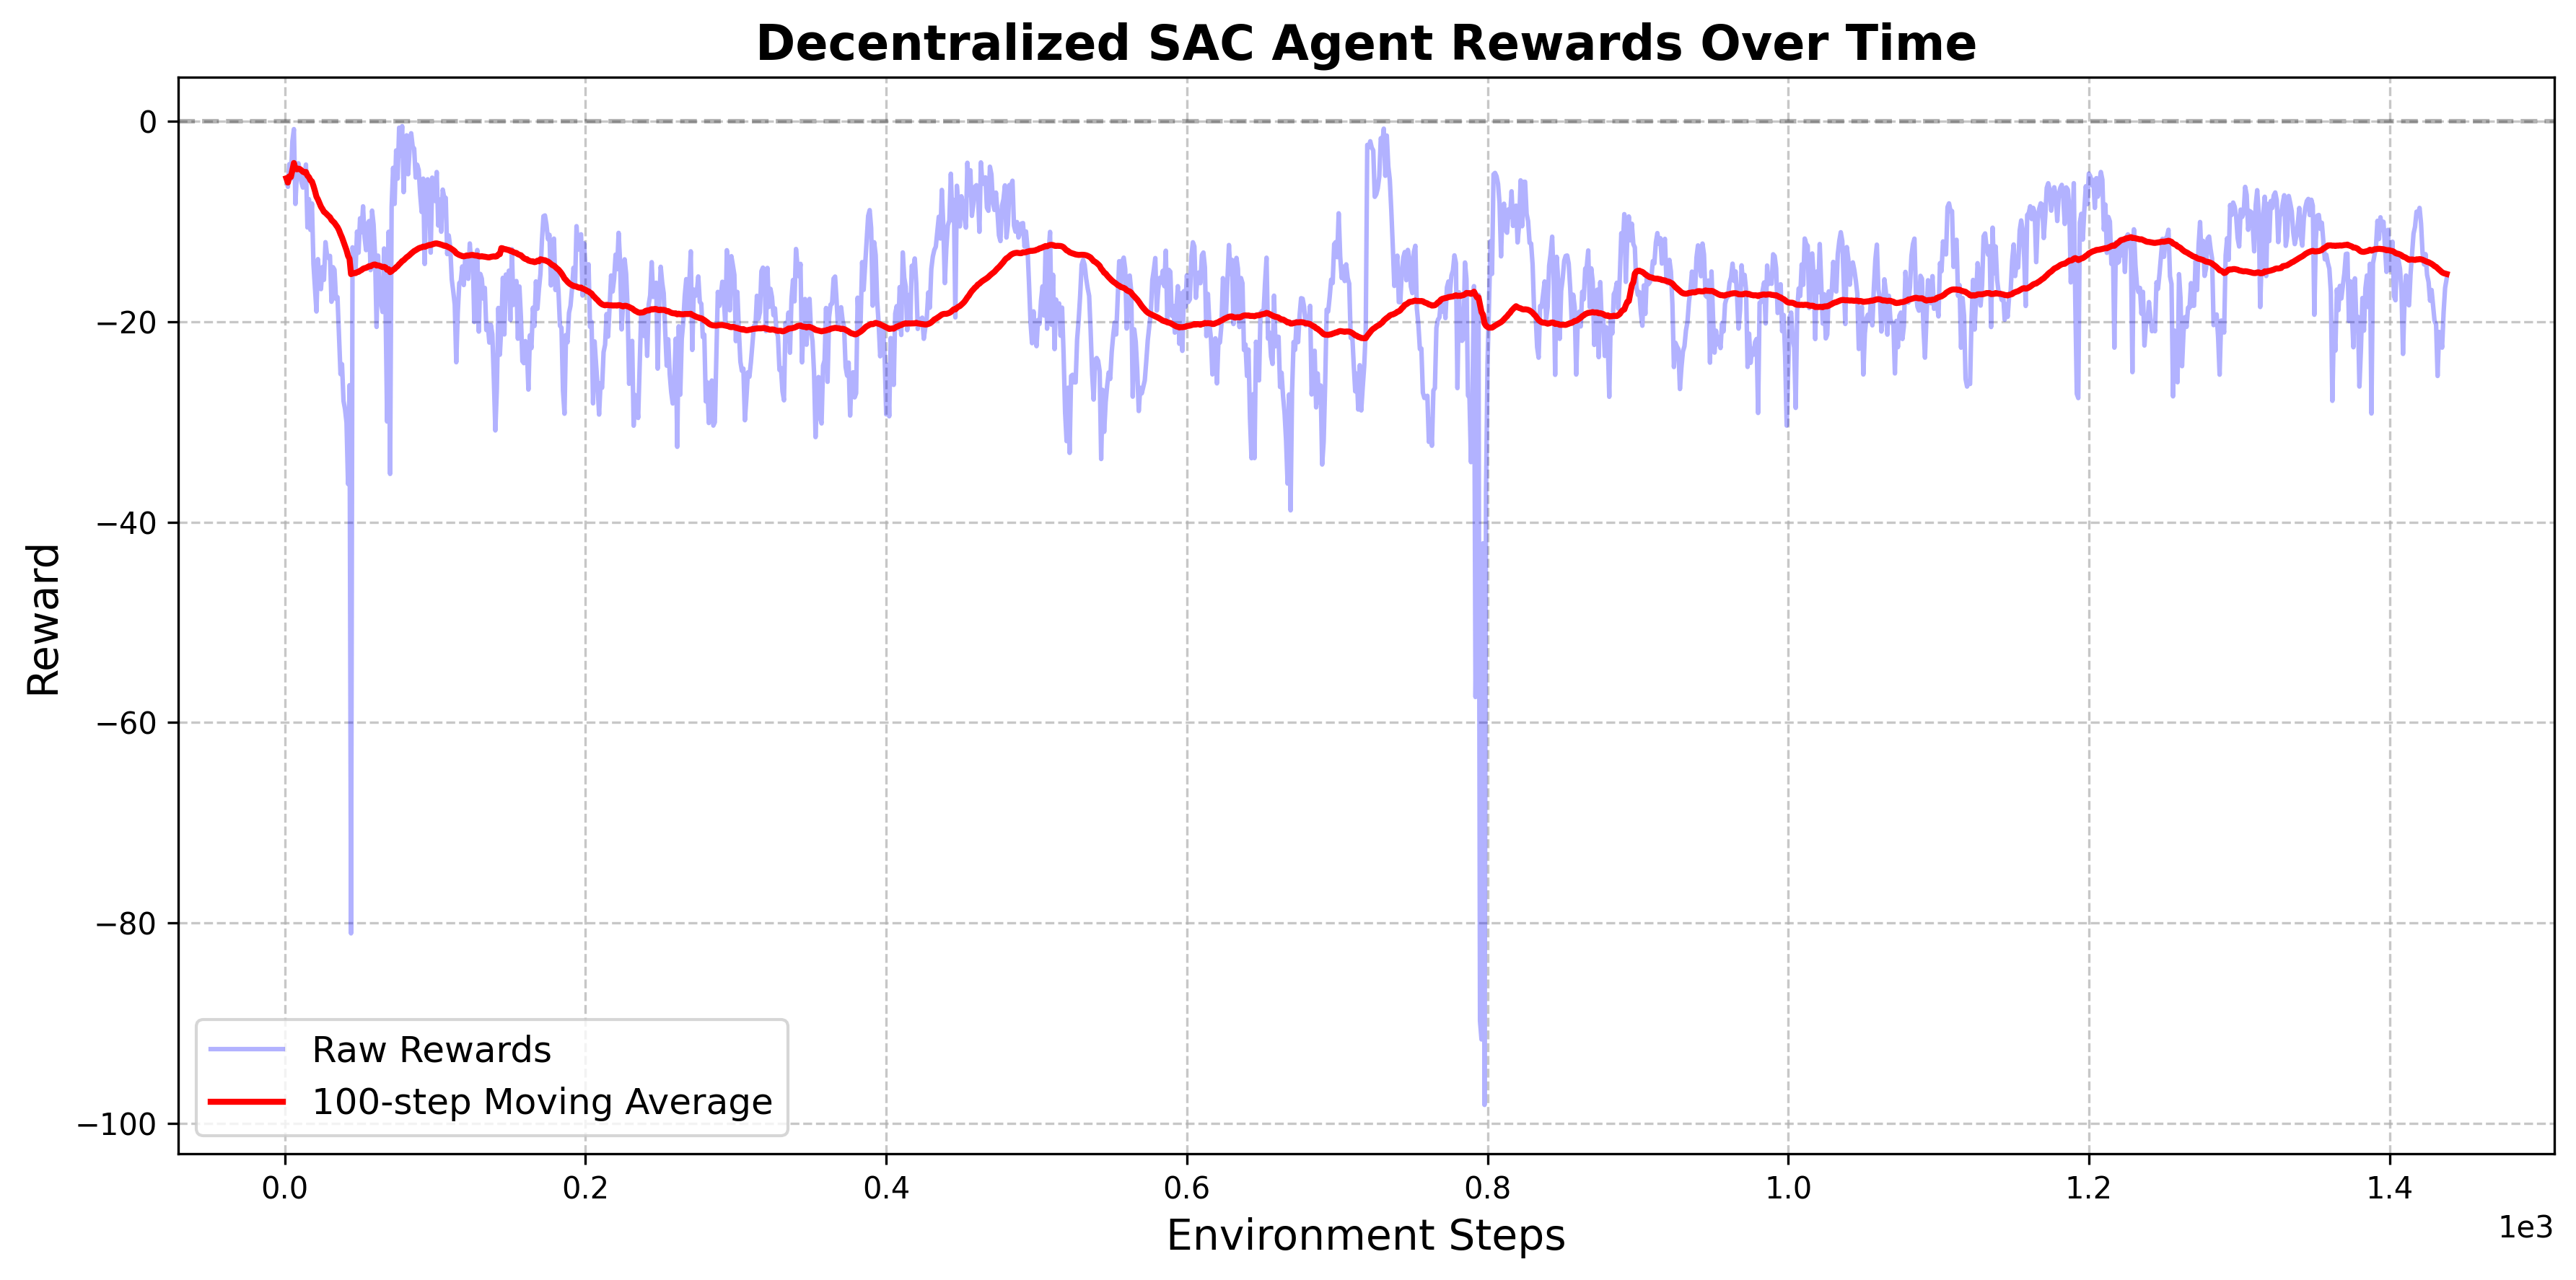 Decentralized SAC Agent Rewards Over Time
Reward
0
−20
−40
−60
−80
−100
Raw Rewards
100-step Moving Average
0.0 0.2 0.4 0.6 0.8 1.0 1.2 1.4
1e3
Environment Steps